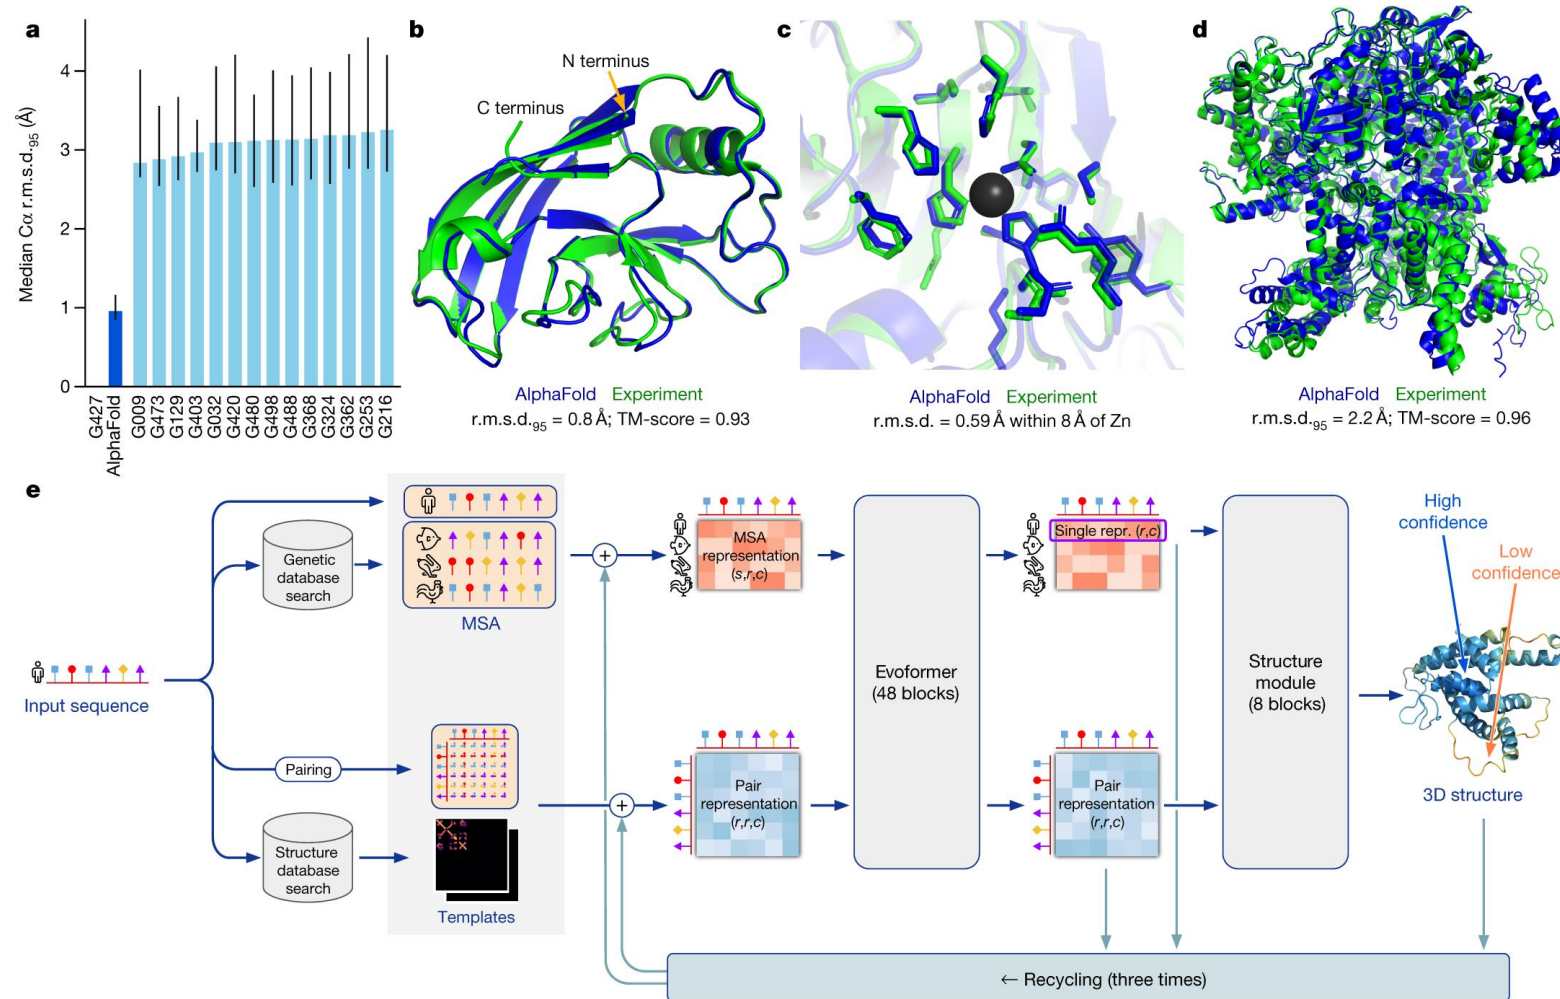 a
Median Cα r.m.s.d.95 (Å)
4
3
2
1
0
G427
AlphaFold
G009
G473
G129
G403
G032
G420
G480
G498
G488
G368
G324
G362
G253
G216
b
N terminus
C terminus
AlphaFold Experiment
r.m.s.d.95 = 0.8 Å; TM-score = 0.93
c
AlphaFold Experiment
r.m.s.d. = 0.59 Å within 8 Å of Zn
d
AlphaFold Experiment
r.m.s.d.95 = 2.2 Å; TM-score = 0.96
e
Input sequence
Genetic
database
search
Pairing
Structure
database
search
MSA
Templates
+
+
MSA
representation
(s,r,c)
Pair
representation
(r,r,c)
Evoformer
(48 blocks)
Single repr. (r,c)
Pair
representation
(r,r,c)
Structure
module
(8 blocks)
High
confidence
Low
confidence
3D structure
← Recycling (three times)